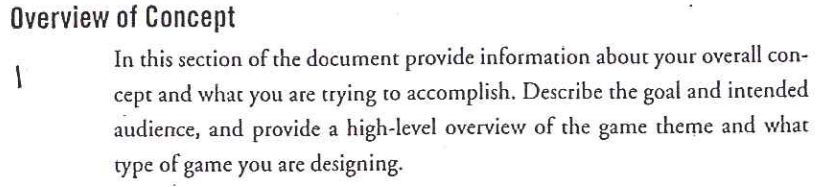 Overview of Concept
In this section of the document provide information about your overall con-
cept and what you are trying to accomplish. Describe the goal and intended
audience, and provide a high-level overview of the game theme and what
type of game you are designing.